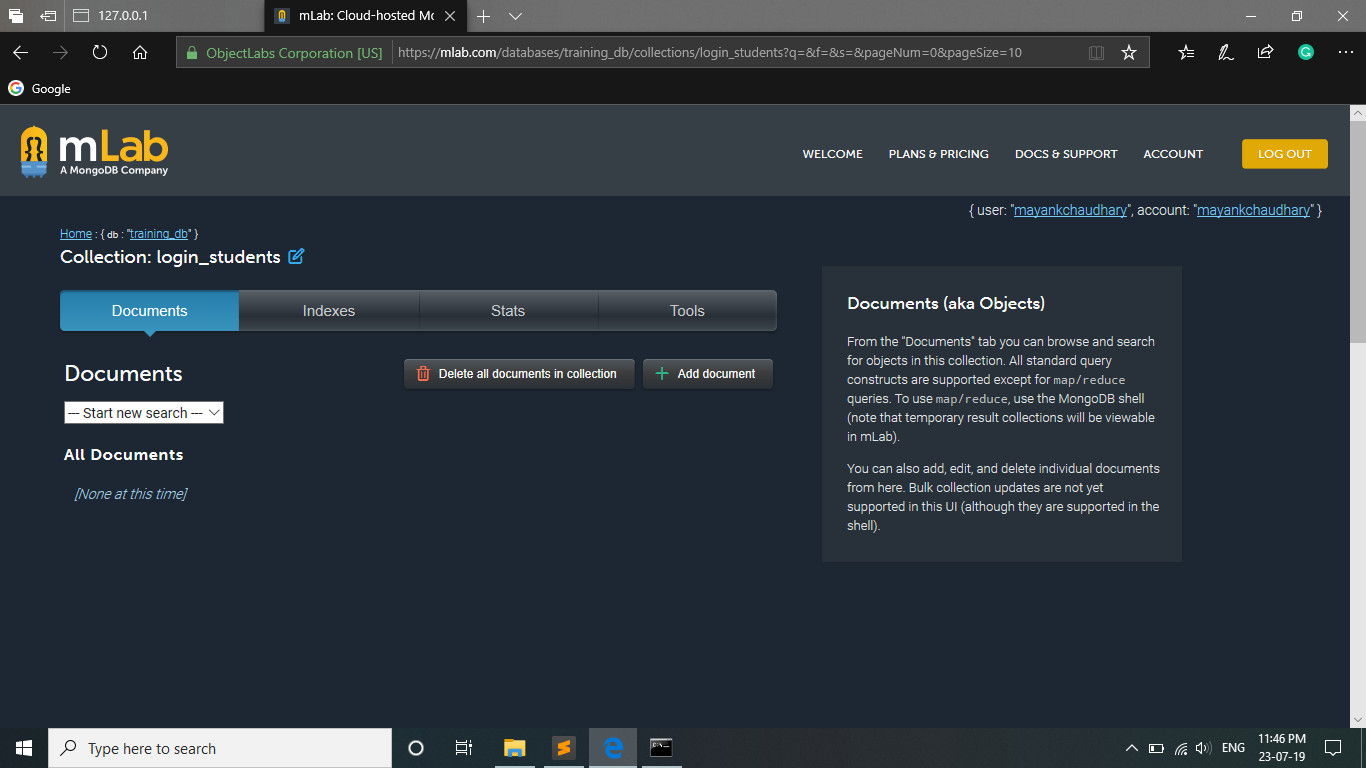 127.0.0.1
mLab: Cloud-hosted Mo
ObjectLabs Corporation [US]
https://mlab.com/databases/training_db/collections/login_students?q=&f=&s=&pageNum=0&pageSize=10
Google
mLab
A MongoDB Company
WELCOME
PLANS & PRICING
DOCS & SUPPORT
ACCOUNT
LOG OUT
{ user: "mayankchaudhary", account: "mayankchaudhary" }
Home : { db : "training_db" }
Collection: login_students
Documents
Indexes
Stats
Tools
Documents
Delete all documents in collection
Add document
--- Start new search ---
All Documents
[None at this time]
Documents (aka Objects)
From the "Documents" tab you can browse and search
for objects in this collection. All standard query
constructs are supported except for map/reduce
queries. To use map/reduce, use the MongoDB shell
(note that temporary result collections will be viewable
in mLab).
You can also add, edit, and delete individual documents
from here. Bulk collection updates are not yet
supported in this UI (although they are supported in the
shell).
Type here to search
ENG
11:46 PM
23-07-19